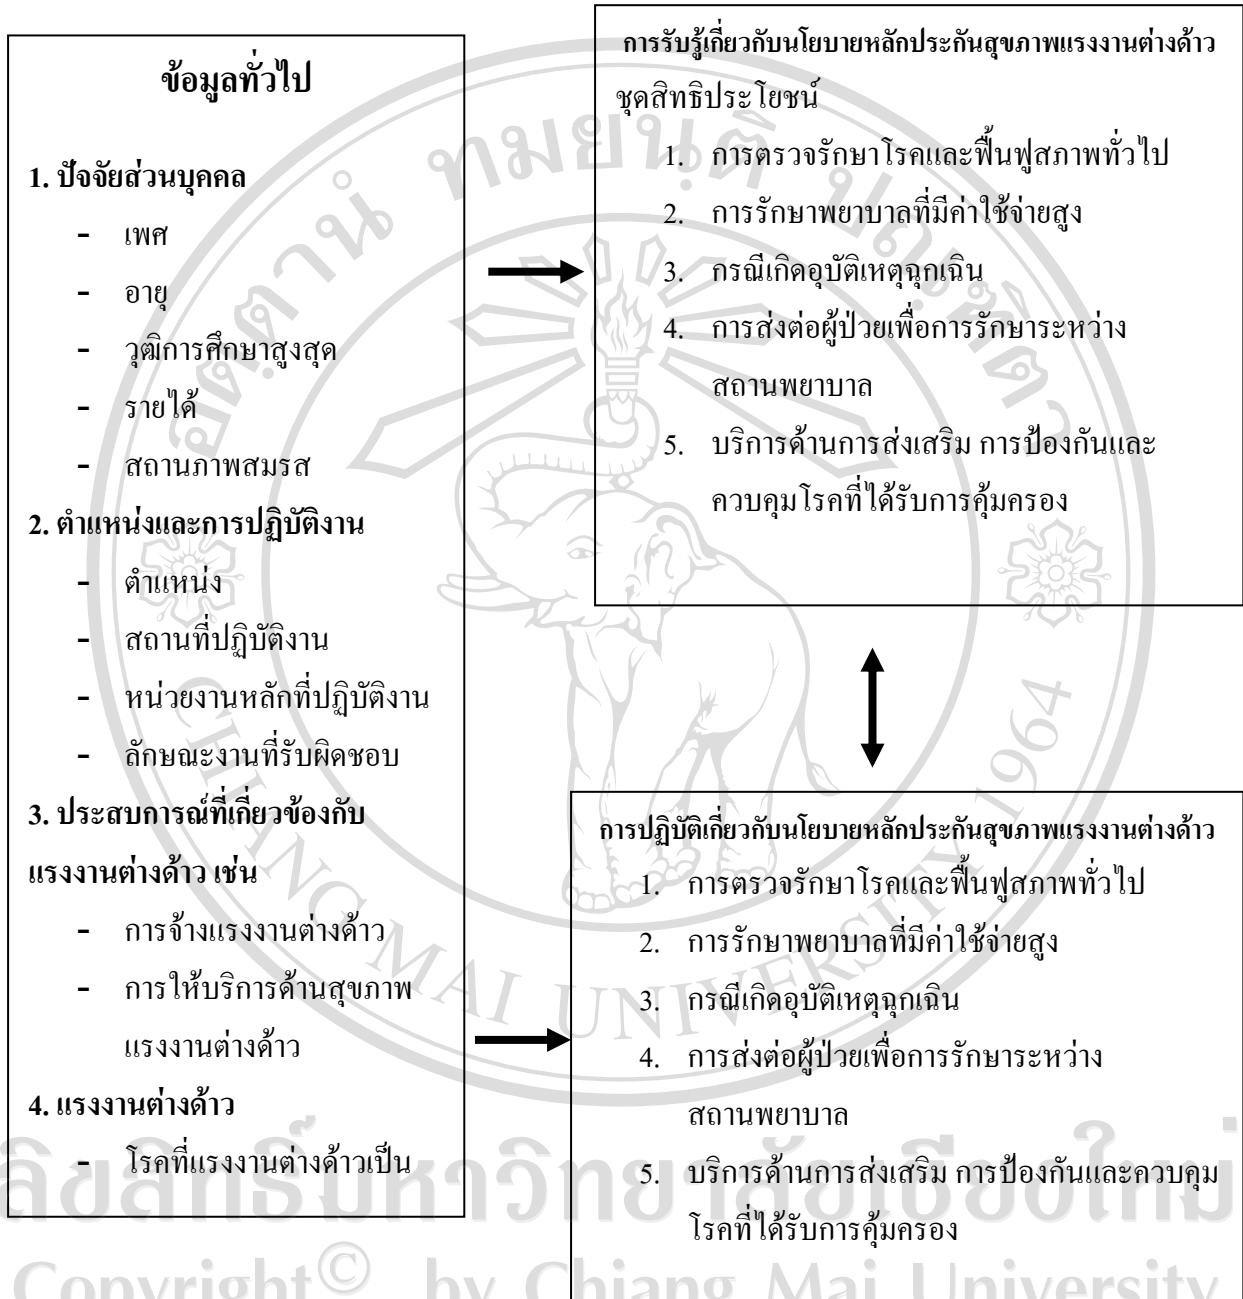 ข้อมูลทั่วไป
1. ปัจจัยส่วนบุคคล
- เพศ
- อายุ
- วุฒิการศึกษาสูงสุด
- รายได้
- สถานภาพสมรส
2. ตำแหน่งและการปฏิบัติงาน
- ตำแหน่ง
- สถานที่ปฏิบัติงาน
- หน่วยงานหลักที่ปฏิบัติงาน
- ลักษณะงานที่รับผิดชอบ
3. ประสบการณ์ที่เกี่ยวข้องกับ
แรงงานต่างด้าว เช่น
- การจ้างแรงงานต่างด้าว
- การให้บริการด้านสุขภาพ
แรงงานต่างด้าว
4. แรงงานต่างด้าว
- โรคที่แรงงานต่างด้าวเป็น
การรับรู้เกี่ยวกับนโยบายหลักประกันสุขภาพแรงงานต่างด้าว
ชุดสิทธิประโยชน์
1. การตรวจรักษาโรคและฟื้นฟูสภาพทั่วไป
2. การรักษาพยาบาลที่มีค่าใช้จ่ายสูง
3. กรณีเกิดอุบัติเหตุฉุกเฉิน
4. การส่งต่อผู้ป่วยเพื่อการรักษาระหว่าง
สถานพยาบาล
5. บริการด้านการส่งเสริม การป้องกันและ
ควบคุมโรคที่ได้รับการคุ้มครอง
การปฏิบัติเกี่ยวกับนโยบายหลักประกันสุขภาพแรงงานต่างด้าว
1. การตรวจรักษาโรคและฟื้นฟูสภาพทั่วไป
2. การรักษาพยาบาลที่มีค่าใช้จ่ายสูง
3. กรณีเกิดอุบัติเหตุฉุกเฉิน
4. การส่งต่อผู้ป่วยเพื่อการรักษาระหว่าง
สถานพยาบาล
5. บริการด้านการส่งเสริม การป้องกันและควบคุม
โรคที่ได้รับการคุ้มครอง
CHIANG MAI UNIVERSITY 1964
Copyright © by Chiang Mai University